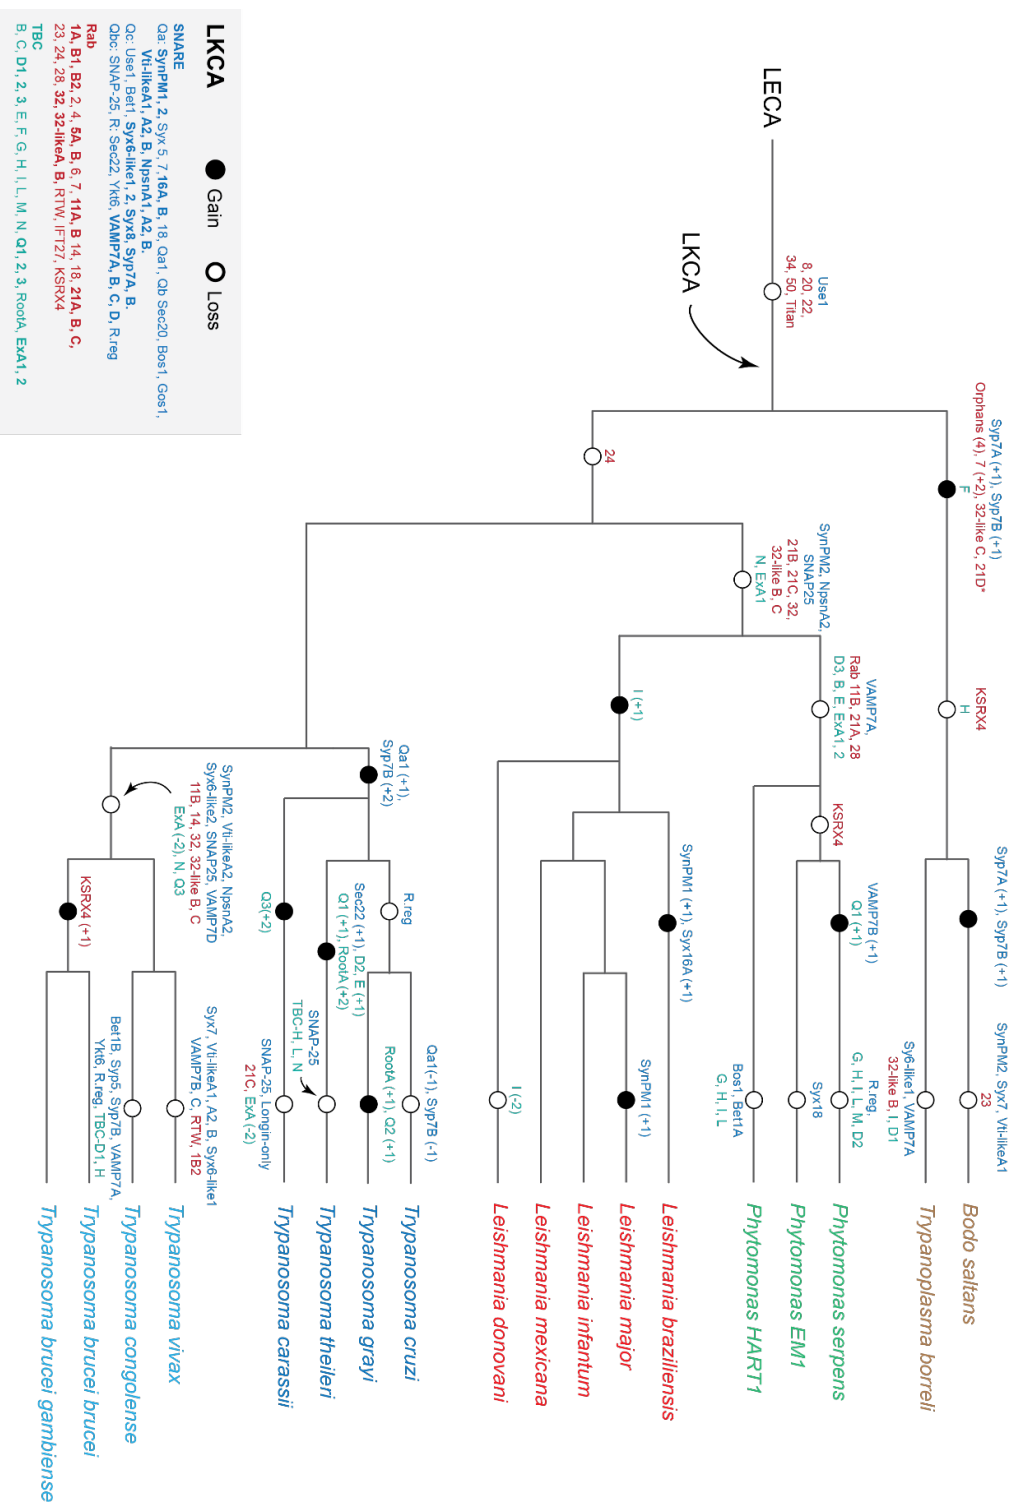 LECA
LKCA
Use1
8, 20, 22,
34, 50, Titan
Syp7A (+1), Syp7B (+1)
Orphans (4), 7 (+2), 32-like C, 21D*
F
KSRX4
H
Syp7A (+1), Syp7B (+1)
SynPM2, Syx7, Vti-likeA1
23
Bodo saltans
Sy6-like1, VAMP7A
32-like B, I, D1
Trypanoplasma borreli
24
SynPM2, NpsnA2,
SNAP25
21B, 21C, 32,
32-like B, C
N, ExA1
VAMP7A,
Rab 11B, 21A, 28
D3, B, E, ExA1, 2
KSRX4
VAMP7B (+1)
Q1 (+1)
R.reg,
G, H, I, L, M, D2
Phytomonas serpens
Syx18
Phytomonas EM1
Bos1, Bet1A
G, H, I, L
Phytomonas HART1
I (+1)
SynPM1 (+1), Syx16A (+1)
Leishmania braziliensis
SynPM1 (+1)
Leishmania major
Leishmania infantum
Leishmania mexicana
I (-2)
Leishmania donovani
Qa1 (+1),
Syp7B (+2)
R.reg
Qa1(-1), Syp7B (-1)
Trypanosoma cruzi
RootA (+1), Q2 (+1)
Trypanosoma grayi
Sec22 (+1), D2, E (+1)
Q1 (+1), RootA (+2)
SNAP-25
TBC-H, L, N
Trypanosoma theileri
Q3(+2)
SNAP-25, Longin-only
21C, ExA (-2)
Trypanosoma carassii
SynPM2, Vti-likeA2, NpsnA2,
Syx6-like2, SNAP25, VAMP7D
11B, 14, 32, 32-like B, C
ExA (-2), N, Q3
Syx7, Vti-likeA1, A2, B, Syx6-like1
VAMP7B, C, RTW, 1B2
Trypanosoma vivax
Bet1B, Syp5, Syp7B, VAMP7A,
Ykt6, R.reg, TBC-D1, H
Trypanosoma congolense
KSRX4 (+1)
Trypanosoma brucei brucei
Trypanosoma brucei gambiense
LKCA
Gain
Loss
SNARE
Qa: SynPM1, 2, Syx 5, 7,16A, B, 18, Qa1, Qb Sec20, Bos1, Gos1,
Vti-likeA1, A2, B, NpsnA1, A2, B.
Qc: Use1, Bet1, Syx6-like1, 2, Syx8, Syp7A, B.
Qbc: SNAP-25, R: Sec22, Ykt6, VAMP7A, B, C, D, R.reg
Rab
1A, B1, B2, 2, 4, 5A, B, 6, 7, 11A, B 14, 18, 21A, B, C,
23, 24, 28, 32, 32-likeA, B, RTW, IFT27, KSRX4
TBC
B, C, D1, 2, 3, E, F, G, H, I, L, M, N, Q1, 2, 3, RootA, ExA1, 2